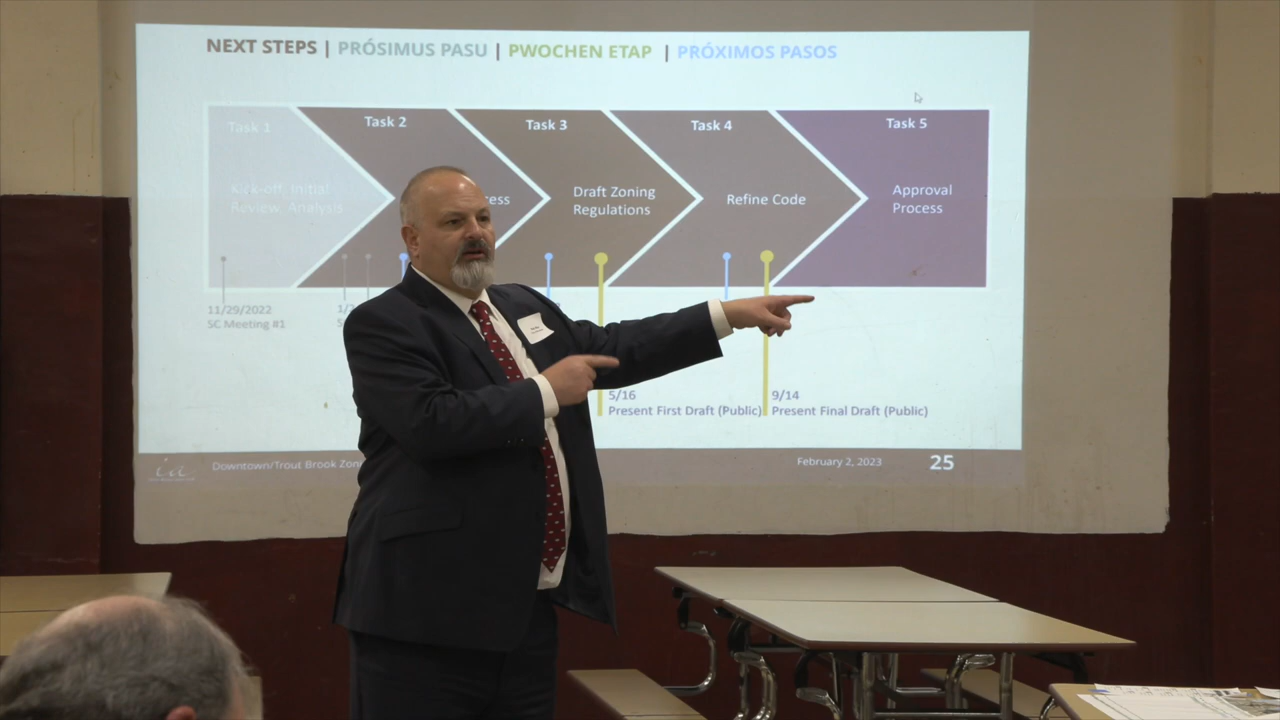 NEXT STEPS | PRÓSIMUS PASU | PWOCHEN ETAP | PRÓXIMOS PASOS
Task 1
Task 2
Task 3
Task 4
Task 5
Kick-off, Initial
Review, Analysis
Draft Zoning
Regulations
Refine Code
Approval
Process
11/29/2022
SC Meeting #1
5/16
Present First Draft (Public)
9/14
Present Final Draft (Public)
Downtown/Trout Brook
February 2, 2023
25